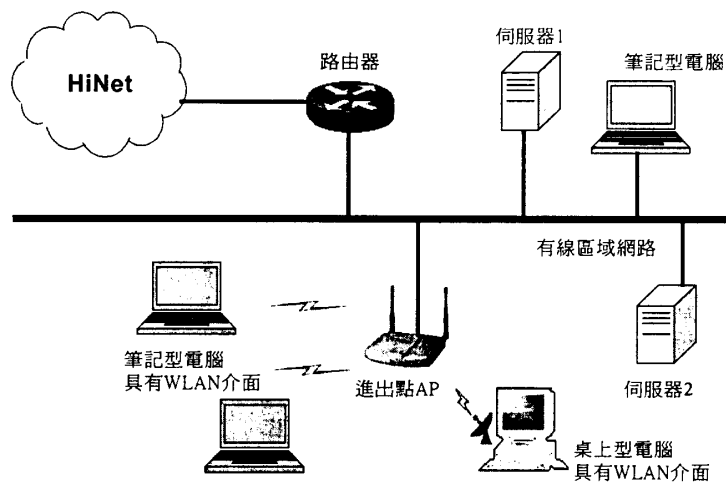 HiNet
路由器
伺服器1
筆記型電腦
有線區域網路
筆記型電腦
具有WLAN介面
進出點AP
伺服器2
桌上型電腦
具有WLAN介面